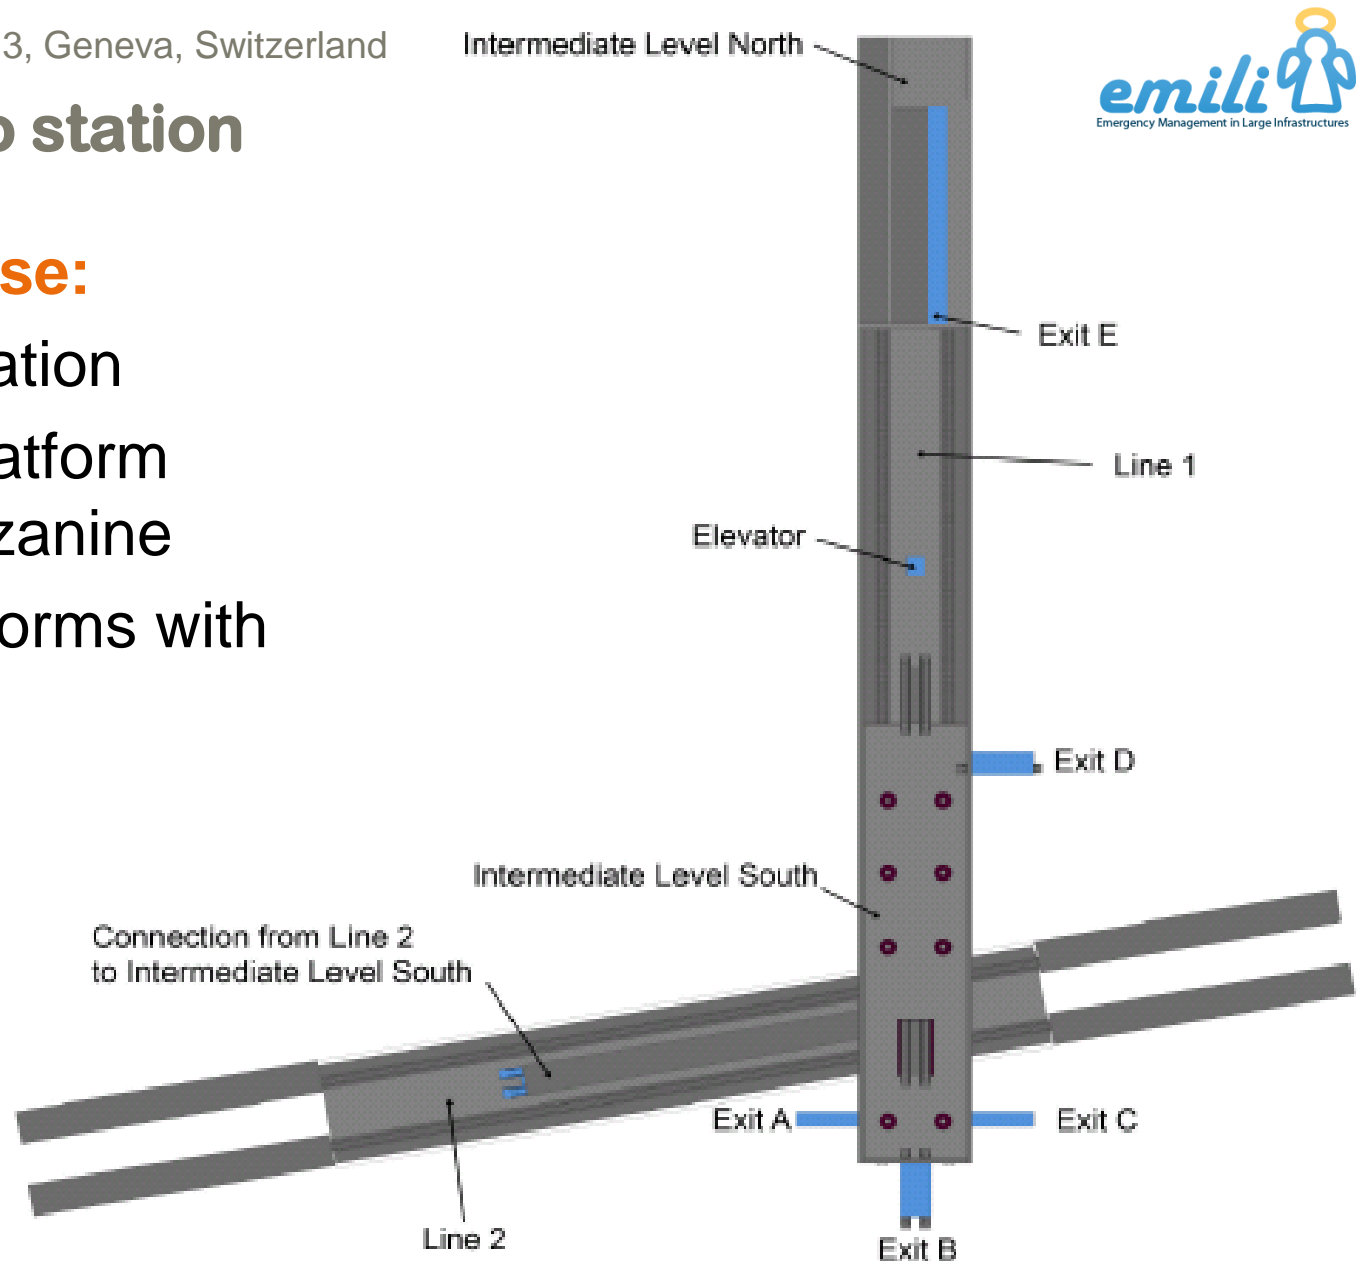 3, Geneva, Switzerland
o station
se:
ation
atform
zanine
orms with
emili
Emergency Management in Large Infrastructures
Intermediate Level North
Exit E
Line 1
Elevator
Exit D
Intermediate Level South
Connection from Line 2
to Intermediate Level South
Exit A
Exit C
Line 2
Exit B